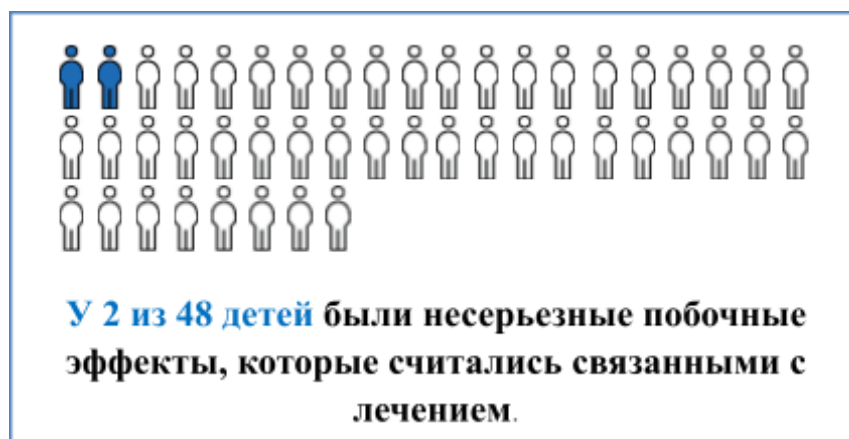 У 2 из 48 детей были несерьезные побочные
эффекты, которые считались связанными с
лечением.